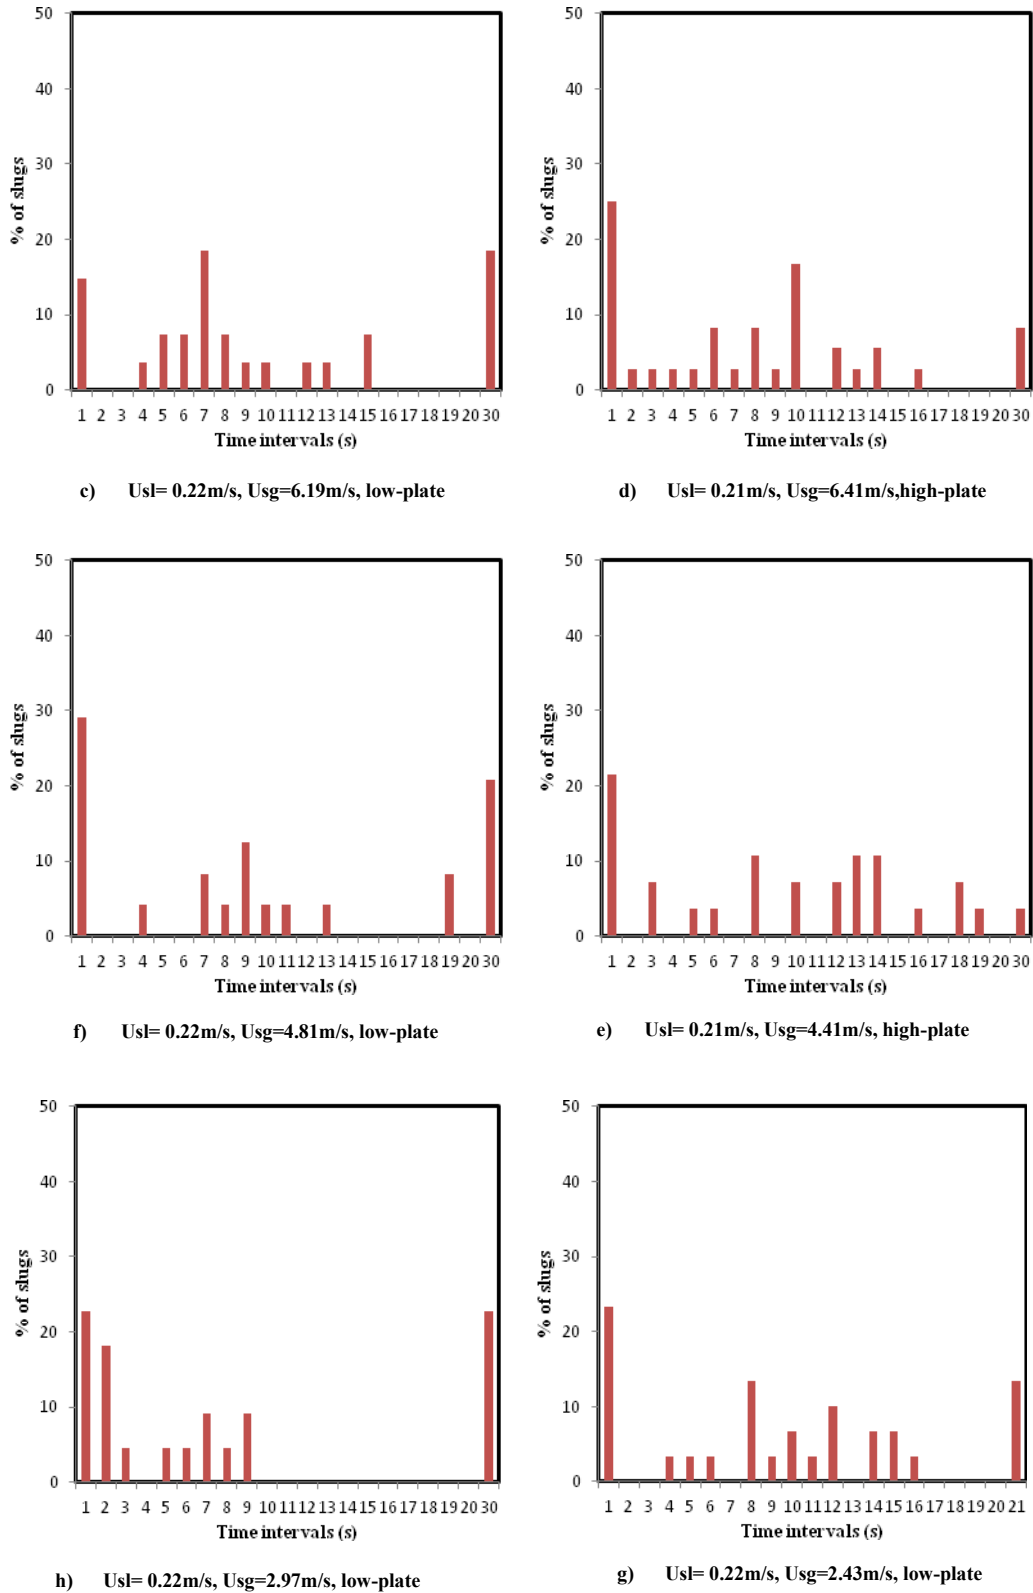 50
40
30
20
10
0
% of slugs
1 2 3 4 5 6 7 8 9 10 11 12 13 14 15 16 17 18 19 20 30
Time intervals (s)
c) Usl= 0.22m/s, Usg=6.19m/s, low-plate
50
40
30
20
10
0
% of slugs
1 2 3 4 5 6 7 8 9 10 11 12 13 14 15 16 17 18 19 20 30
Time intervals (s)
d) Usl= 0.21m/s, Usg=6.41m/s,high-plate
50
40
30
20
10
0
% of slugs
1 2 3 4 5 6 7 8 9 10 11 12 13 14 15 16 17 18 19 30
Time intervals (s)
f) Usl= 0.22m/s, Usg=4.81m/s, low-plate
50
40
30
20
10
0
% of slugs
1 2 3 4 5 6 7 8 9 10 11 12 13 14 15 16 17 18 19 20 30
Time intervals (s)
e) Usl= 0.21m/s, Usg=4.41m/s, high-plate
50
40
30
20
10
0
% of slugs
1 2 3 4 5 6 7 8 9 10 11 12 13 14 15 16 17 18 19 20 30
Time intervals (s)
h) Usl= 0.22m/s, Usg=2.97m/s, low-plate
50
40
30
20
10
0
% of slugs
1 2 3 4 5 6 7 8 9 10 11 12 13 14 15 16 17 18 19 20 21
Time intervals (s)
g) Usl= 0.22m/s, Usg=2.43m/s, low-plate